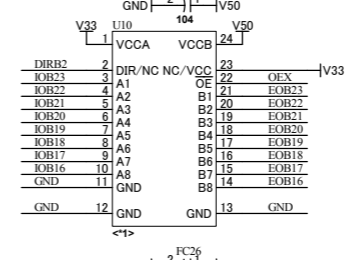 GND 2 1 V50
104
V33 U10 V50
1 VCCA VCCB 24
DIRB2 2 DIR/NC NC/VCC 23 V33
IOB23 3 A1 OE 22 OEX
IOB22 4 A2 B1 21 EOB23
IOB21 5 A3 B2 20 EOB22
IOB20 6 A4 B3 19 EOB21
IOB19 7 A5 B4 18 EOB20
IOB18 8 A6 B5 17 EOB19
IOB17 9 A7 B6 16 EOB18
IOB16 10 A8 B7 15 EOB17
GND 11 GND B8 14 EOB16
GND 12 GND GND 13 GND
<*1>
FC26
2 1